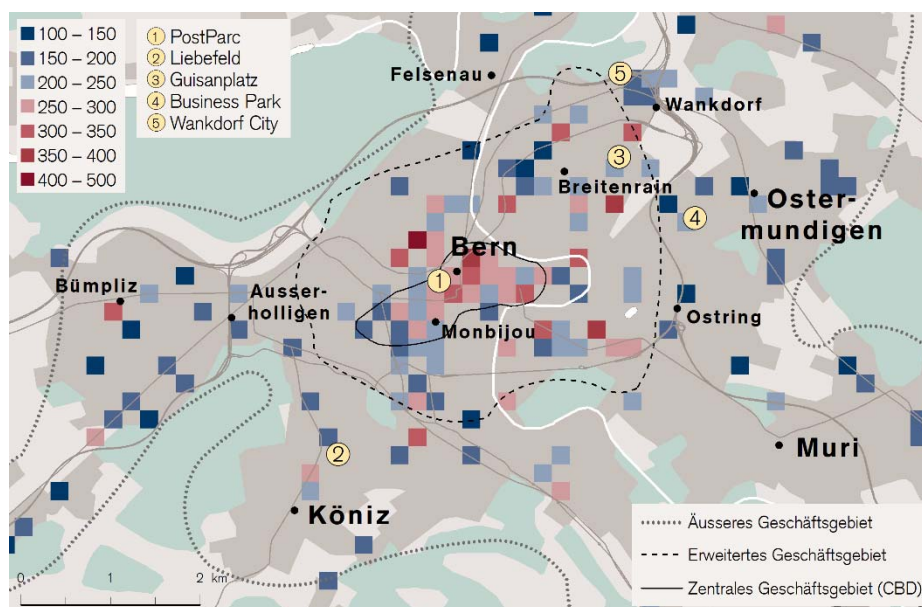 100 – 150
150 – 200
200 – 250
250 – 300
300 – 350
350 – 400
400 – 500
1 PostParc
2 Liebefeld
3 Guisanplatz
4 Business Park
5 Wankdorf City
Felsenau
5
Wankdorf
3
Breitenrain
Oster-
mundigen
4
Bern
1
Bümpliz
Ausser-
holligen
Monbijou
Ostring
2
Muri
Köniz
0 1 2 km
Äusseres Geschäftsgebiet
Erweitertes Geschäftsgebiet
Zentrales Geschäftsgebiet (CBD)